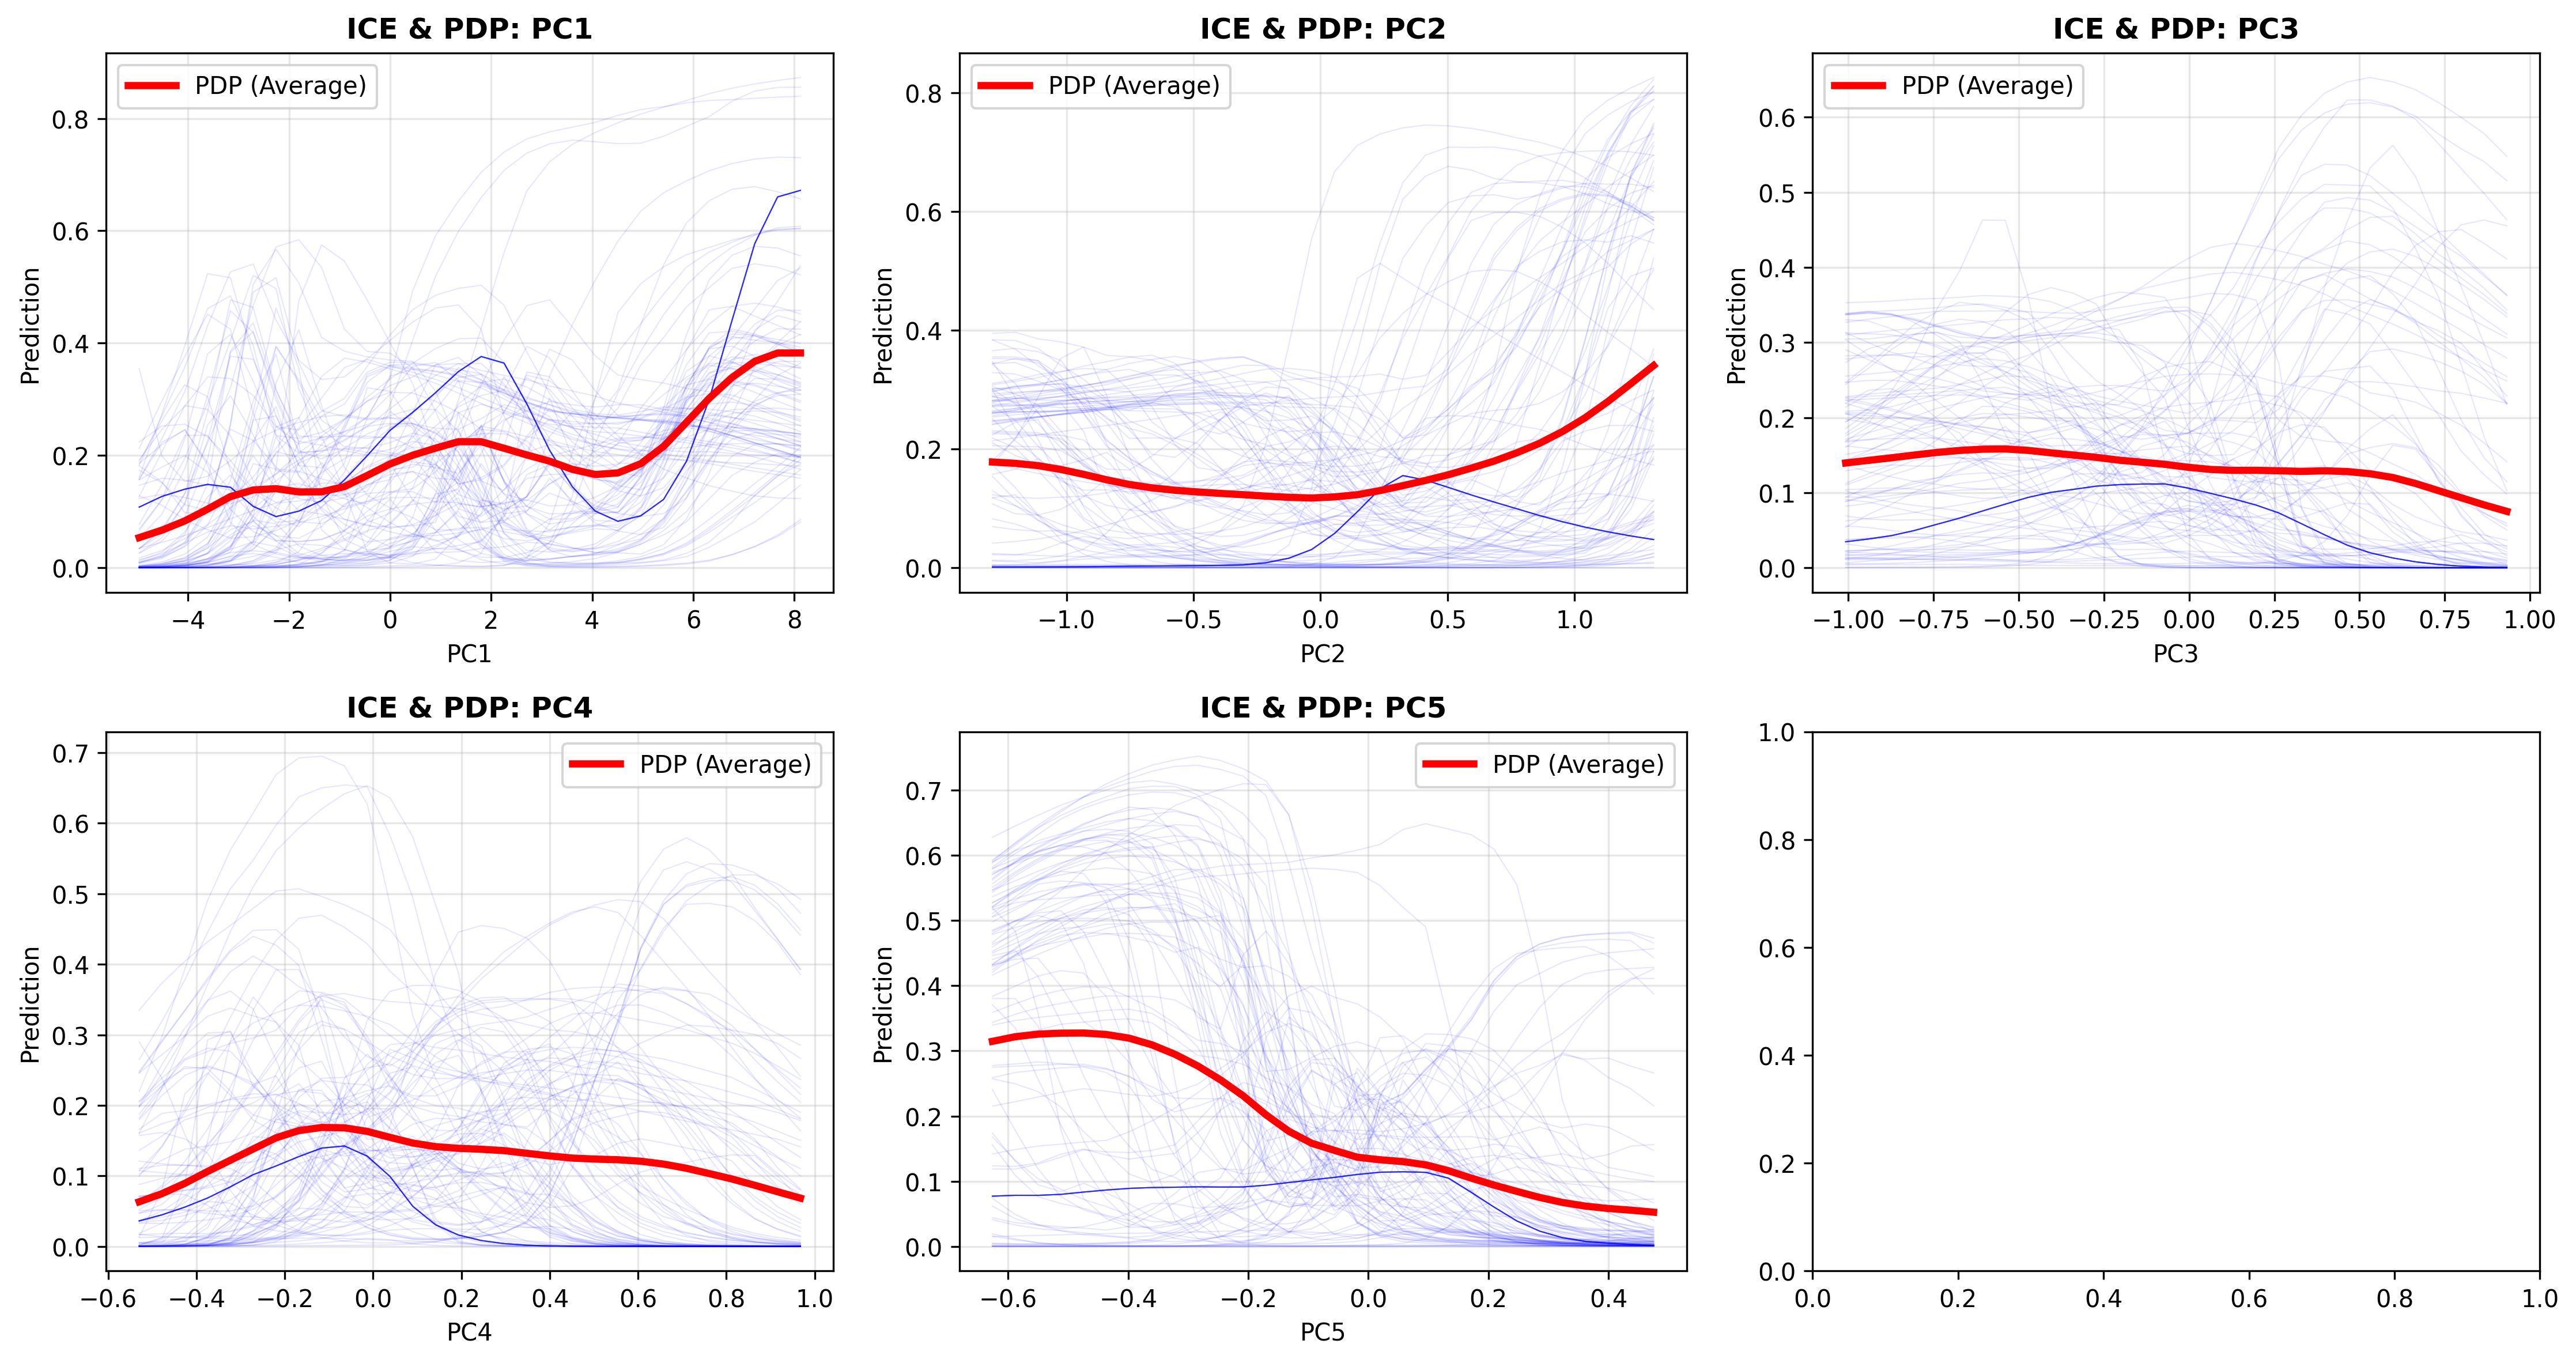 ICE & PDP: PC1
PDP (Average)
Prediction
0.8
0.6
0.4
0.2
0.0
−4 −2 0 2 4 6 8
PC1
ICE & PDP: PC2
PDP (Average)
Prediction
0.8
0.6
0.4
0.2
0.0
−1.0 −0.5 0.0 0.5 1.0
PC2
ICE & PDP: PC3
PDP (Average)
Prediction
0.6
0.5
0.4
0.3
0.2
0.1
0.0
−1.00 −0.75 −0.50 −0.25 0.00 0.25 0.50 0.75 1.00
PC3
ICE & PDP: PC4
PDP (Average)
Prediction
0.7
0.6
0.5
0.4
0.3
0.2
0.1
0.0
−0.6 −0.4 −0.2 0.0 0.2 0.4 0.6 0.8 1.0
PC4
ICE & PDP: PC5
PDP (Average)
Prediction
0.7
0.6
0.5
0.4
0.3
0.2
0.1
0.0
−0.6 −0.4 −0.2 0.0 0.2 0.4
PC5
1.0
0.8
0.6
0.4
0.2
0.0
0.0 0.2 0.4 0.6 0.8 1.0